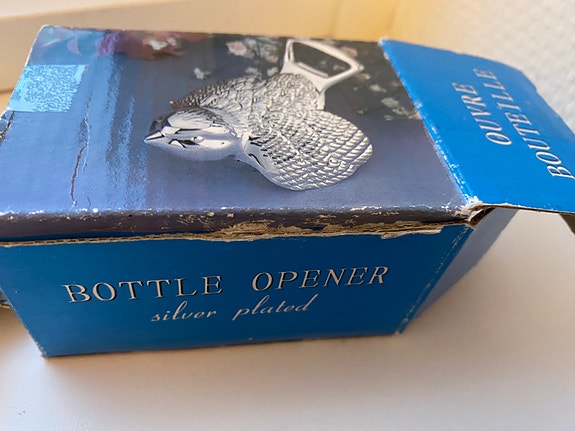 OUVRE
BOUTEILLE
BOTTLE OPENER
silver plated